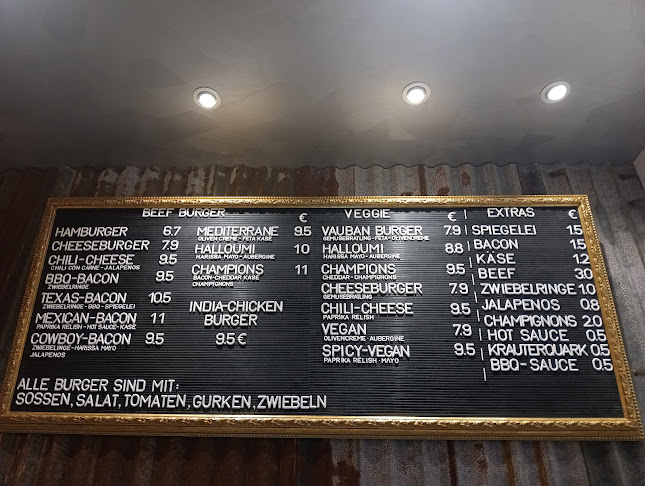 BEEF BURGER €
HAMBURGER 6.7
CHEESEBURGER 7.9
CHILI-CHEESE 9.5
CHILI CON CARNE - JALAPENOS
BBQ-BACON 9.5
ZWIEBELRINGE
TEXAS-BACON 10.5
ZWIEBELRINGE - BBQ - SPIEGELEI
MEXICAN-BACON 11
PAPRIKA RELISH - HOT SAUCE - KÄSE
COWBOY-BACON 9.5
ZWIEBELRINGE - HARISSA MAYO
JALAPENOS
MEDITERRANE 9.5
OLIVEN CREME - FETA KÄSE
HALLOUMI 10
HARISSA MAYO - AUBERGINE
CHAMPIONS 11
BACON - CHEDDAR - KÄSE
CHAMPIGNONS
INDIA-CHICKEN
BURGER
9.5 €
VEGGIE €
VAUBAN BURGER 7.9
GEMÜSEBRATLING - FETA - OLIVENCREME
HALLOUMI 8.8
HARISSA MAYO - AUBERGINE
CHAMPIONS 9.5
CHEDDAR - CHAMPIGNONS
CHEESEBURGER 7.9
GEMÜSEBRATLING
CHILI-CHEESE 9.5
PAPRIKA RELISH
VEGAN 7.9
OLIVENCREME - AUBERGINE
SPICY-VEGAN 9.5
PAPRIKA RELISH - MAYO
EXTRAS €
SPIEGELEI 1.5
BACON 1.5
KÄSE 1.2
BEEF 3.0
ZWIEBELRINGE 1.0
JALAPENOS 0.8
CHAMPIGNONS 2.0
HOT SAUCE 0.5
KRÄUTERQUARK 0.5
BBQ-SAUCE 0.5
ALLE BURGER SIND MIT:
SOSSEN, SALAT, TOMATEN, GURKEN, ZWIEBELN